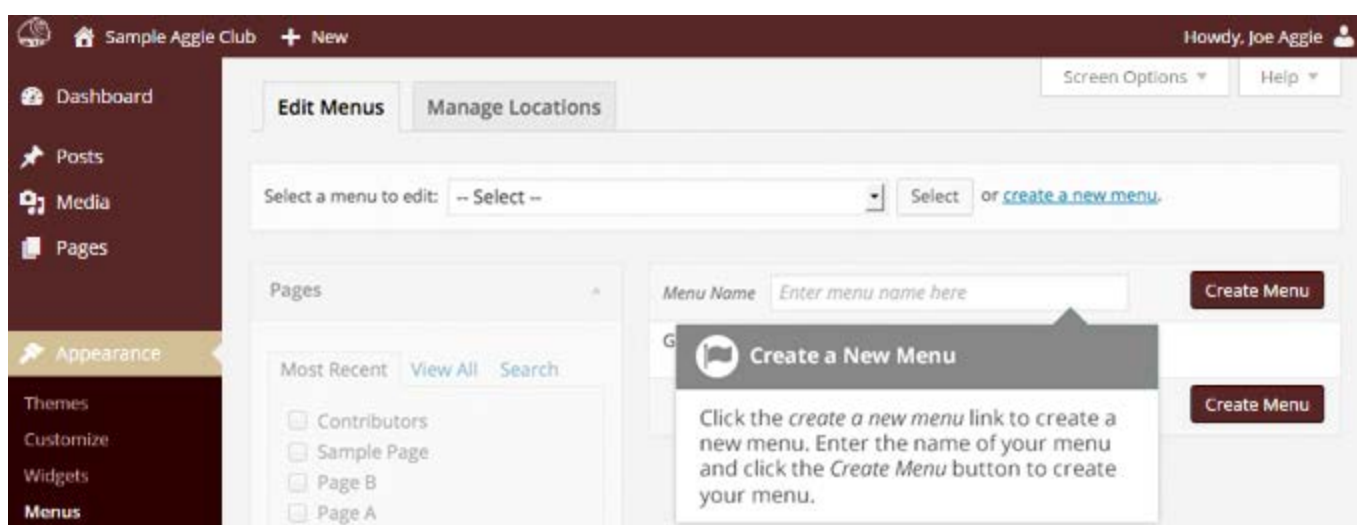 Sample Aggie Club + New Howdy, Joe Aggie
Screen Options Help
Dashboard
Edit Menus Manage Locations
Posts
Media
Pages
Select a menu to edit: -- Select -- Select or create a new menu.
Pages
Menu Name Enter menu name here Create Menu
G
Create a New Menu
Appearance
Most Recent View All Search
Contributors
Sample Page
Page B
Page A
Click the create a new menu link to create a
new menu. Enter the name of your menu
and click the Create Menu button to create
your menu.
Create Menu
Themes
Customize
Widgets
Menus